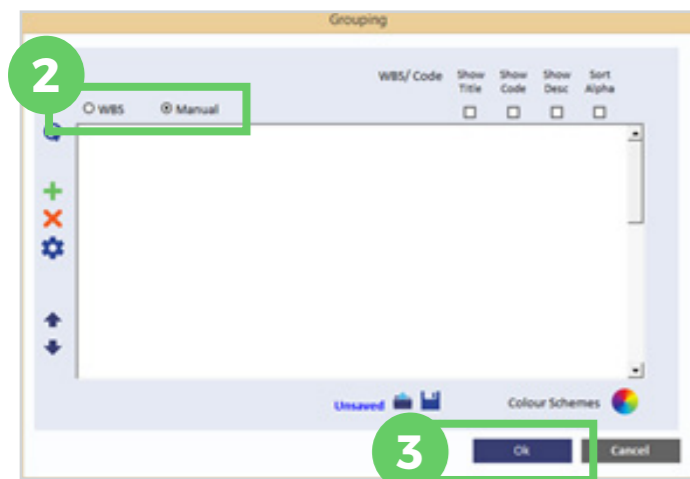 Grouping
2
WBS/ Code
Show Title
Show Code
Show Desc
Sort Alpha
WBS
Manual
Unsaved
Colour Schemes
3
Ok
Cancel